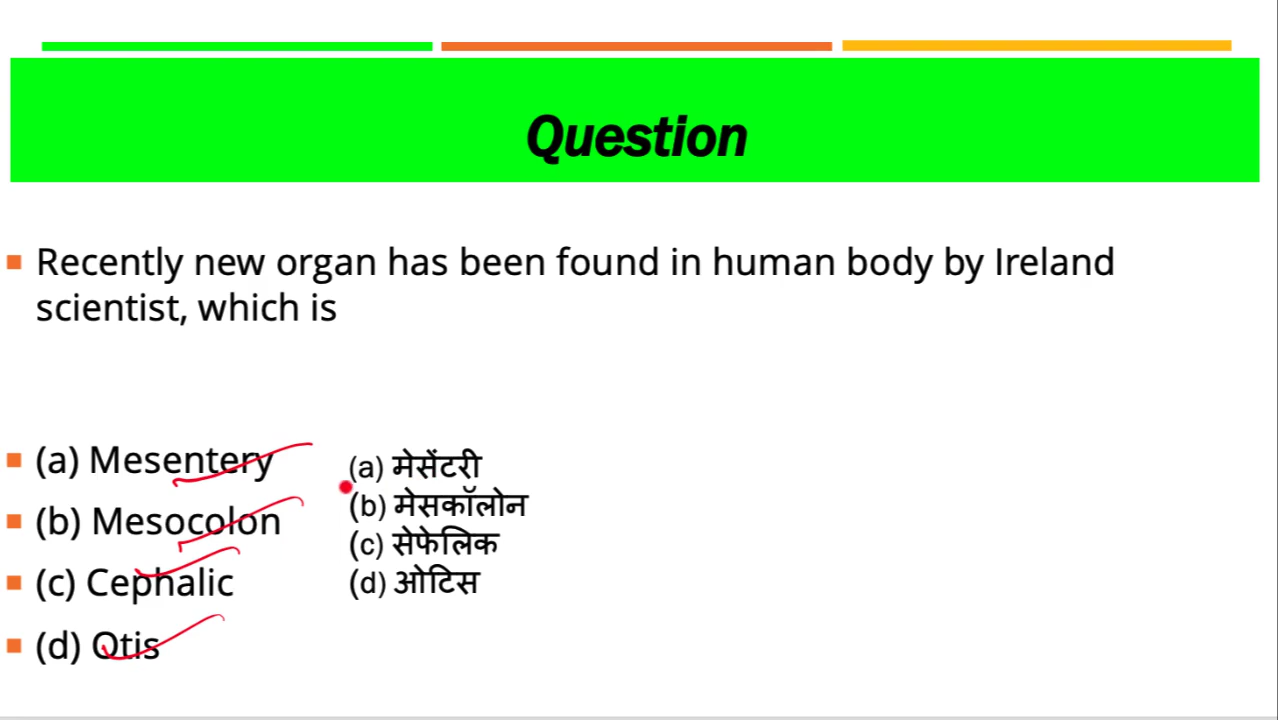 Question
Recently new organ has been found in human body by Ireland
scientist, which is
(a) Mesentery
(b) Mesocolon
(c) Cephalic
(d) Otis
(a) मेसेंटरी
(b) मेसकॉलोन
(c) सेफेलिक
(d) ओटिस